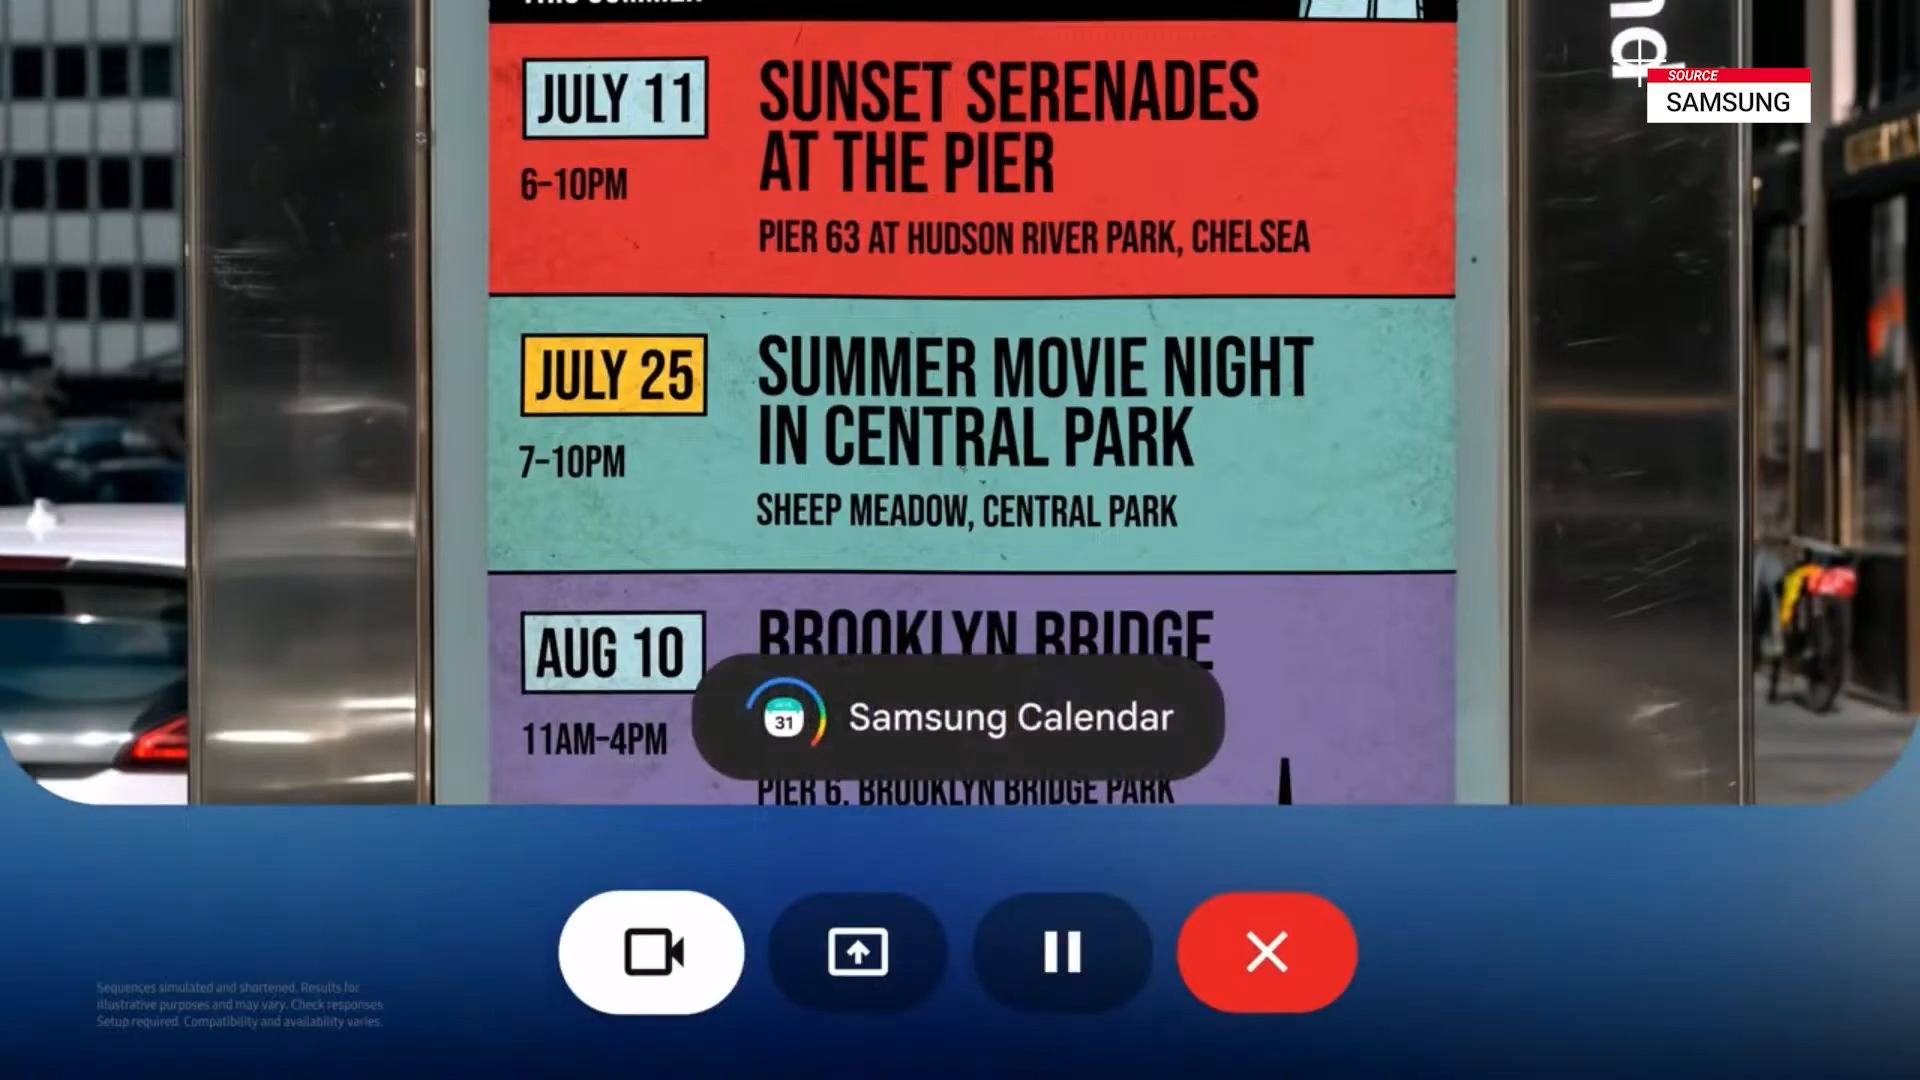 SOURCE
SAMSUNG
JULY 11
SUNSET SERENADES
AT THE PIER
6–10PM
PIER 63 AT HUDSON RIVER PARK, CHELSEA
JULY 25
SUMMER MOVIE NIGHT
IN CENTRAL PARK
7–10PM
SHEEP MEADOW, CENTRAL PARK
AUG 10
BROOKLYN BRIDGE
11AM–4PM
31
Samsung Calendar
PIER 6, BROOKLYN BRIDGE PARK
Sequences simulated and shortened. Results for
illustrative purposes and may vary. Check responses
Setup required. Compatibility and availability varies.